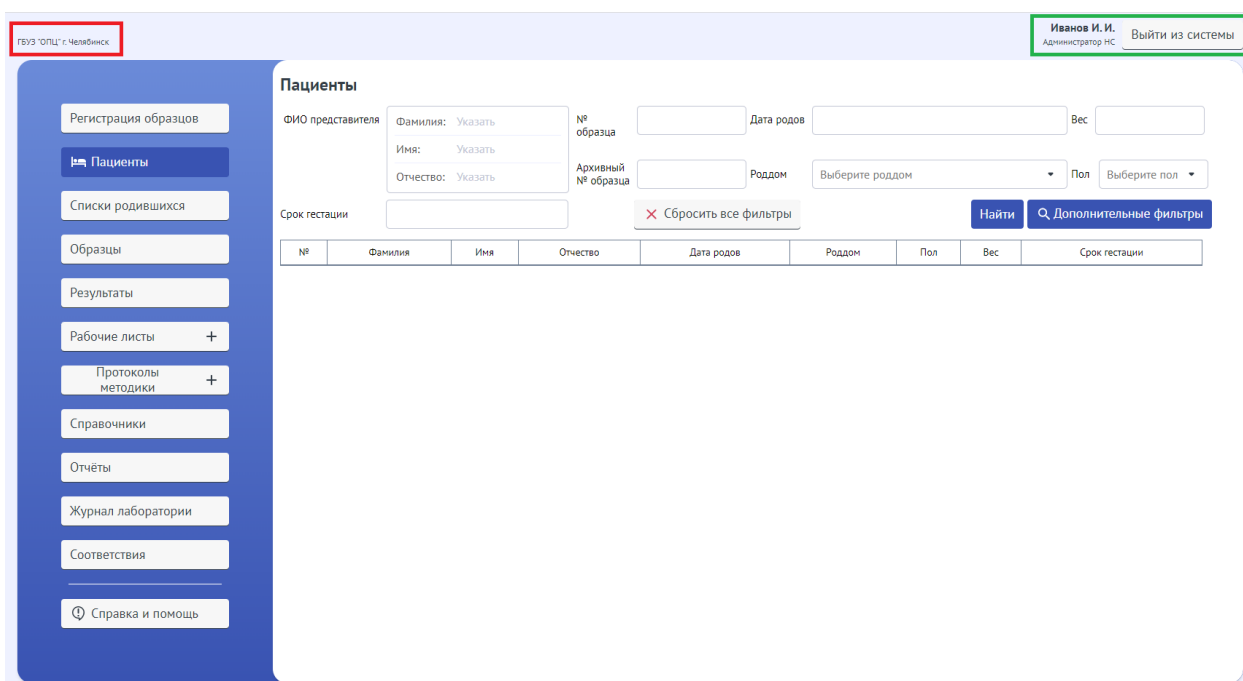 ГБУЗ "ОПЦ" г. Челябинск
Иванов И. И.
Администратор НС
Выйти из системы
Регистрация образцов
Пациенты
Списки родившихся
Образцы
Результаты
Рабочие листы +
Протоколы
методики +
Справочники
Отчёты
Журнал лаборатории
Соответствия
Справка и помощь
Пациенты
ФИО представителя
Фамилия: Указать
Имя: Указать
Отчество: Указать
№
образца
Дата родов
Вес
Архивный
№ образца
Роддом
Выберите роддом
Пол
Выберите пол
Срок гестации
Сбросить все фильтры
Найти
Дополнительные фильтры
№ Фамилия Имя Отчество Дата родов Роддом Пол Вес Срок гестации